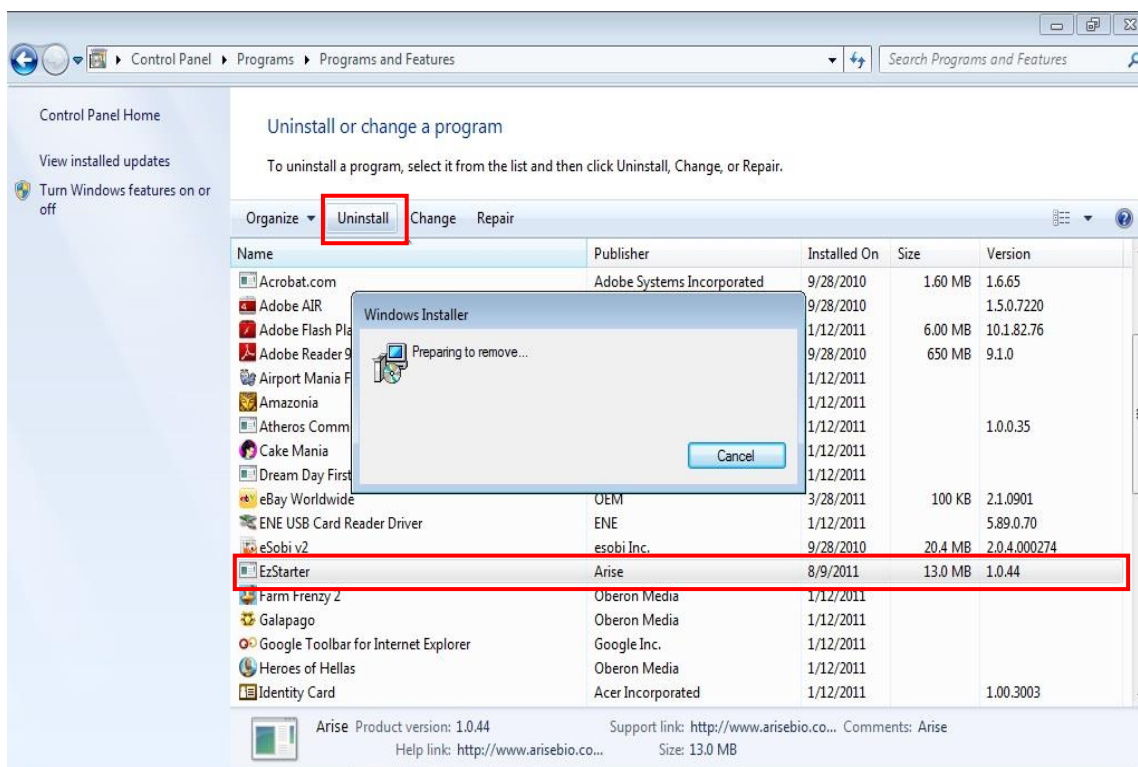 Control Panel Programs Programs and Features Search Programs and Features
Control Panel Home
View installed updates
Turn Windows features on or
off
Uninstall or change a program
To uninstall a program, select it from the list and then click Uninstall, Change, or Repair.
Organize Uninstall Change Repair
Name Publisher Installed On Size Version
Acrobat.com Adobe Systems Incorporated 9/28/2010 1.60 MB 1.6.65
Adobe AIR 9/28/2010 1.5.0.7220
Adobe Flash Pla 1/12/2011 6.00 MB 10.1.82.76
Adobe Reader 9 9/28/2010 650 MB 9.1.0
Airport Mania F 1/12/2011
Amazonia 1/12/2011
Atheros Comm 1/12/2011 1.0.0.35
Cake Mania 1/12/2011
Dream Day First 1/12/2011
Windows Installer
Preparing to remove...
Cancel
eBay Worldwide OEM 3/28/2011 100 KB 2.1.0901
ENE USB Card Reader Driver ENE 1/12/2011 5.89.0.70
eSobi v2 esobi Inc. 9/28/2010 20.4 MB 2.0.4.000274
EzStarter Arise 8/9/2011 13.0 MB 1.0.44
Farm Frenzy 2 Oberon Media 1/12/2011
Galapago Oberon Media 1/12/2011
Google Toolbar for Internet Explorer Google Inc. 1/12/2011
Heroes of Hellas Oberon Media 1/12/2011
Identity Card Acer Incorporated 1/12/2011 1.00.3003
Arise Product version: 1.0.44 Support link: http://www.arisebio.co... Comments: Arise
Help link: http://www.arisebio.co... Size: 13.0 MB